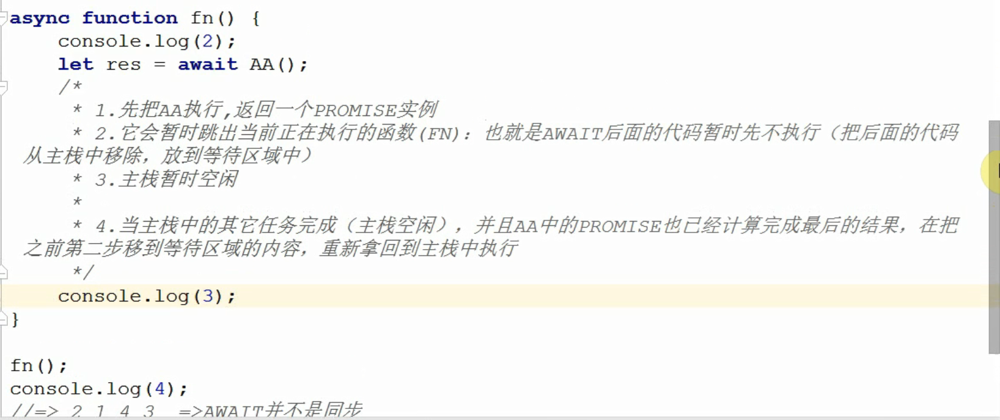 async function fn() {
    console.log(2);
    let res = await AA();
    /*
     * 1.先把AA执行,返回一个PROMISE实例
     * 2.它会暂时跳出当前正在执行的函数(FN)：也就是AWAIT后面的代码暂时先不执行（把后面的代码
从主栈中移除，放到等待区域中）
     * 3.主栈暂时空闲
     *
     * 4.当主栈中的其它任务完成（主栈空闲），并且AA中的PROMISE也已经计算完成最后的结果，在把
之前第二步移到等待区域的内容，重新拿回到主栈中执行
     */
    console.log(3);
}
fn();
console.log(4);
//=> 2 1 4 3  =>AWAIT并不是同步